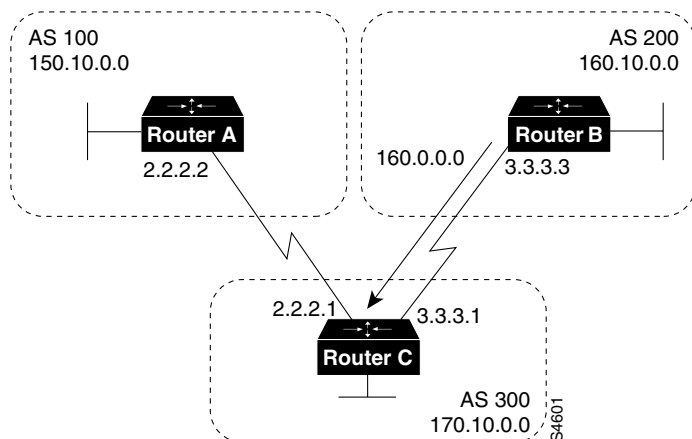 AS 100
150.10.0.0
Router A
2.2.2.2
AS 200
160.10.0.0
Router B
160.0.0.0
3.3.3.3
2.2.2.1
3.3.3.1
Router C
AS 300
170.10.0.0
S4601